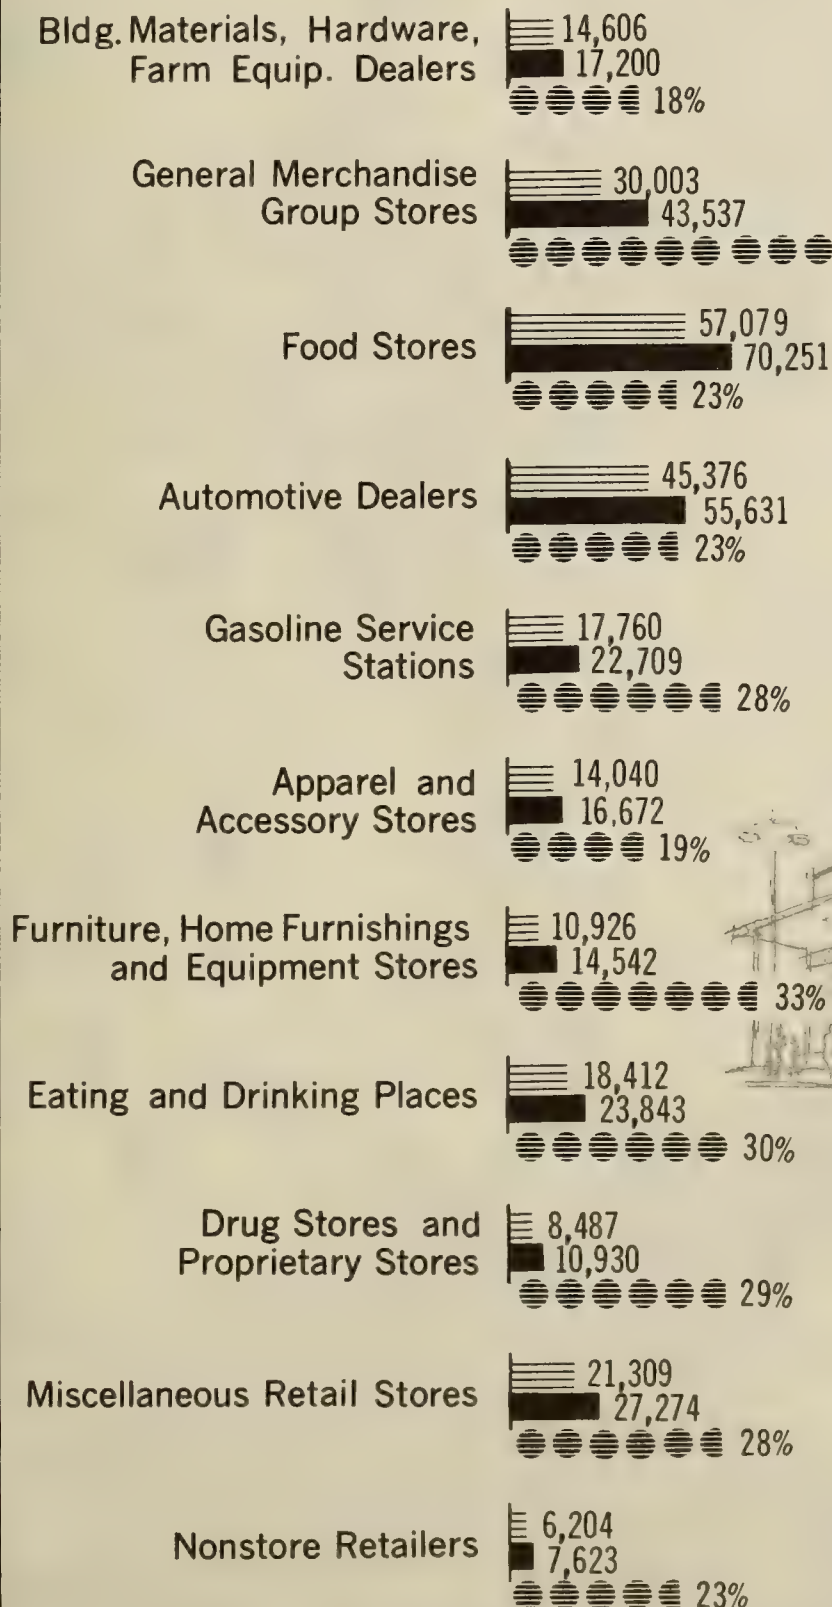 Bldg. Materials, Hardware,
Farm Equip. Dealers
14,606
17,200
18%
General Merchandise
Group Stores
30,003
43,537
Food Stores
57,079
70,251
23%
Automotive Dealers
45,376
55,631
23%
Gasoline Service
Stations
17,760
22,709
28%
Apparel and
Accessory Stores
14,040
16,672
19%
Furniture, Home Furnishings
and Equipment Stores
10,926
14,542
33%
Eating and Drinking Places
18,412
23,843
30%
Drug Stores and
Proprietary Stores
8,487
10,930
29%
Miscellaneous Retail Stores
21,309
27,274
28%
Nonstore Retailers
6,204
7,623
23%